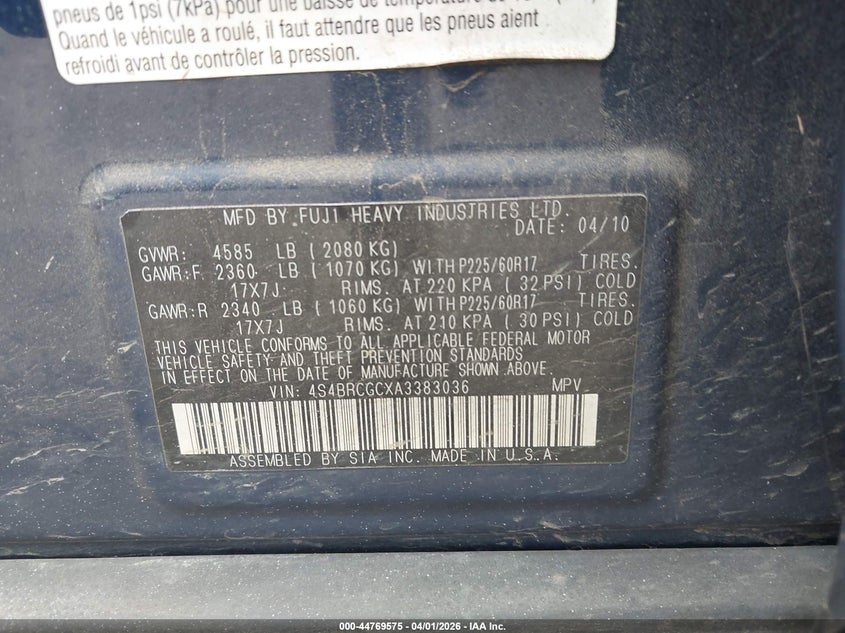 pneus de 1psi (7kPa) pour une baisse de température de
Quand le véhicule a roulé, il faut attendre que les pneus aient
refroidi avant de contrôler la pression.
MFD BY FUJI HEAVY INDUSTRIES LTD.
DATE: 04/10
GVWR: 4585 LB ( 2080 KG)
GAWR:F 2360 LB ( 1070 KG) WITH P225/60R17 TIRES.
17X7J RIMS. AT 220 KPA ( 32 PSI) COLD
GAWR:R 2340 LB ( 1060 KG) WITH P225/60R17 TIRES.
17X7J RIMS. AT 210 KPA ( 30 PSI) COLD
THIS VEHICLE CONFORMS TO ALL APPLICABLE FEDERAL MOTOR
VEHICLE SAFETY AND THEFT PREVENTION STANDARDS
IN EFFECT ON THE DATE OF MANUFACTURE SHOWN ABOVE.
VIN: 4S4BRCGCXA3383036 MPV
ASSEMBLED BY SIA INC. MADE IN U.S.A.
000-44769575 - 04/01/2026 - IAA Inc.